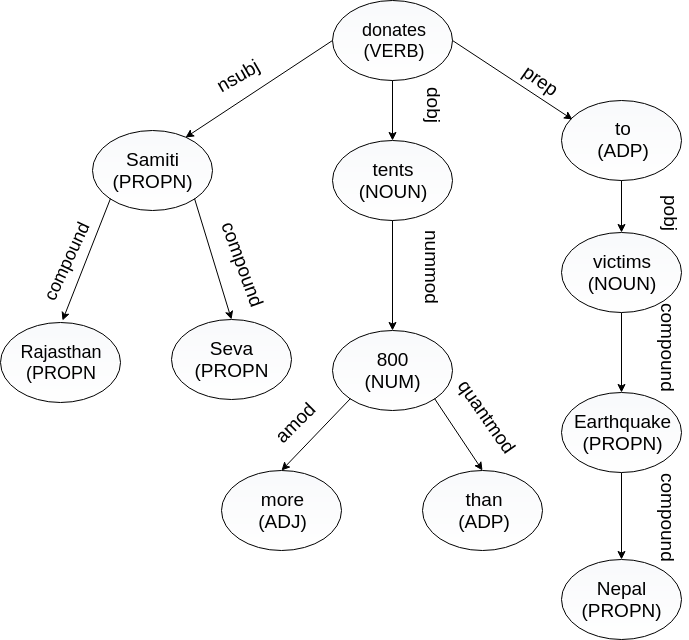 donates
(VERB)
nsubj
dobj
prep
Samiti
(PROPN)
tents
(NOUN)
to
(ADP)
compound
compound
nummod
pobj
victims
(NOUN)
Rajasthan
(PROPN
Seva
(PROPN
800
(NUM)
compound
Earthquake
(PROPN)
amod
quantmod
more
(ADJ)
than
(ADP)
compound
Nepal
(PROPN)